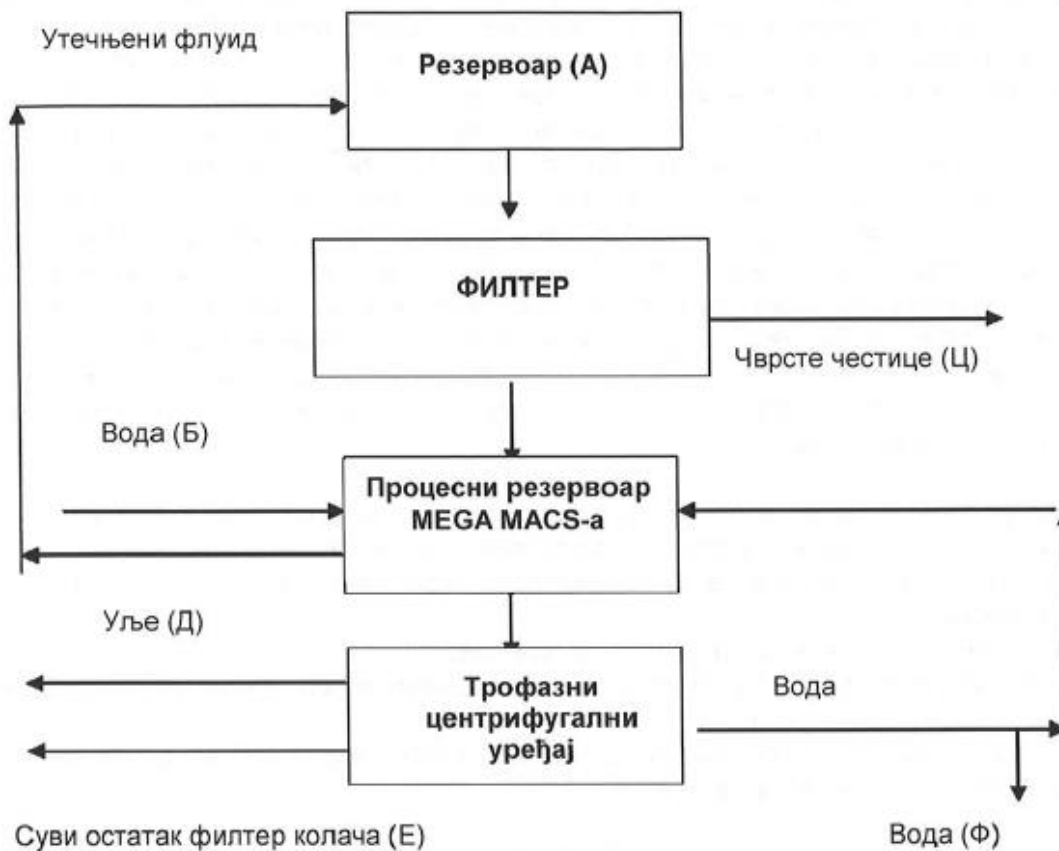 Утечњени флуид
Резервоар (А)
ФИЛТЕР
Чврсте честице (Ц)
Вода (Б)
Процесни резервоар
MEGA MACS-а
Уље (Д)
Трофазни
центрифугални
уређај
Вода
Суви остатак филтер колача (Е)
Вода (Ф)